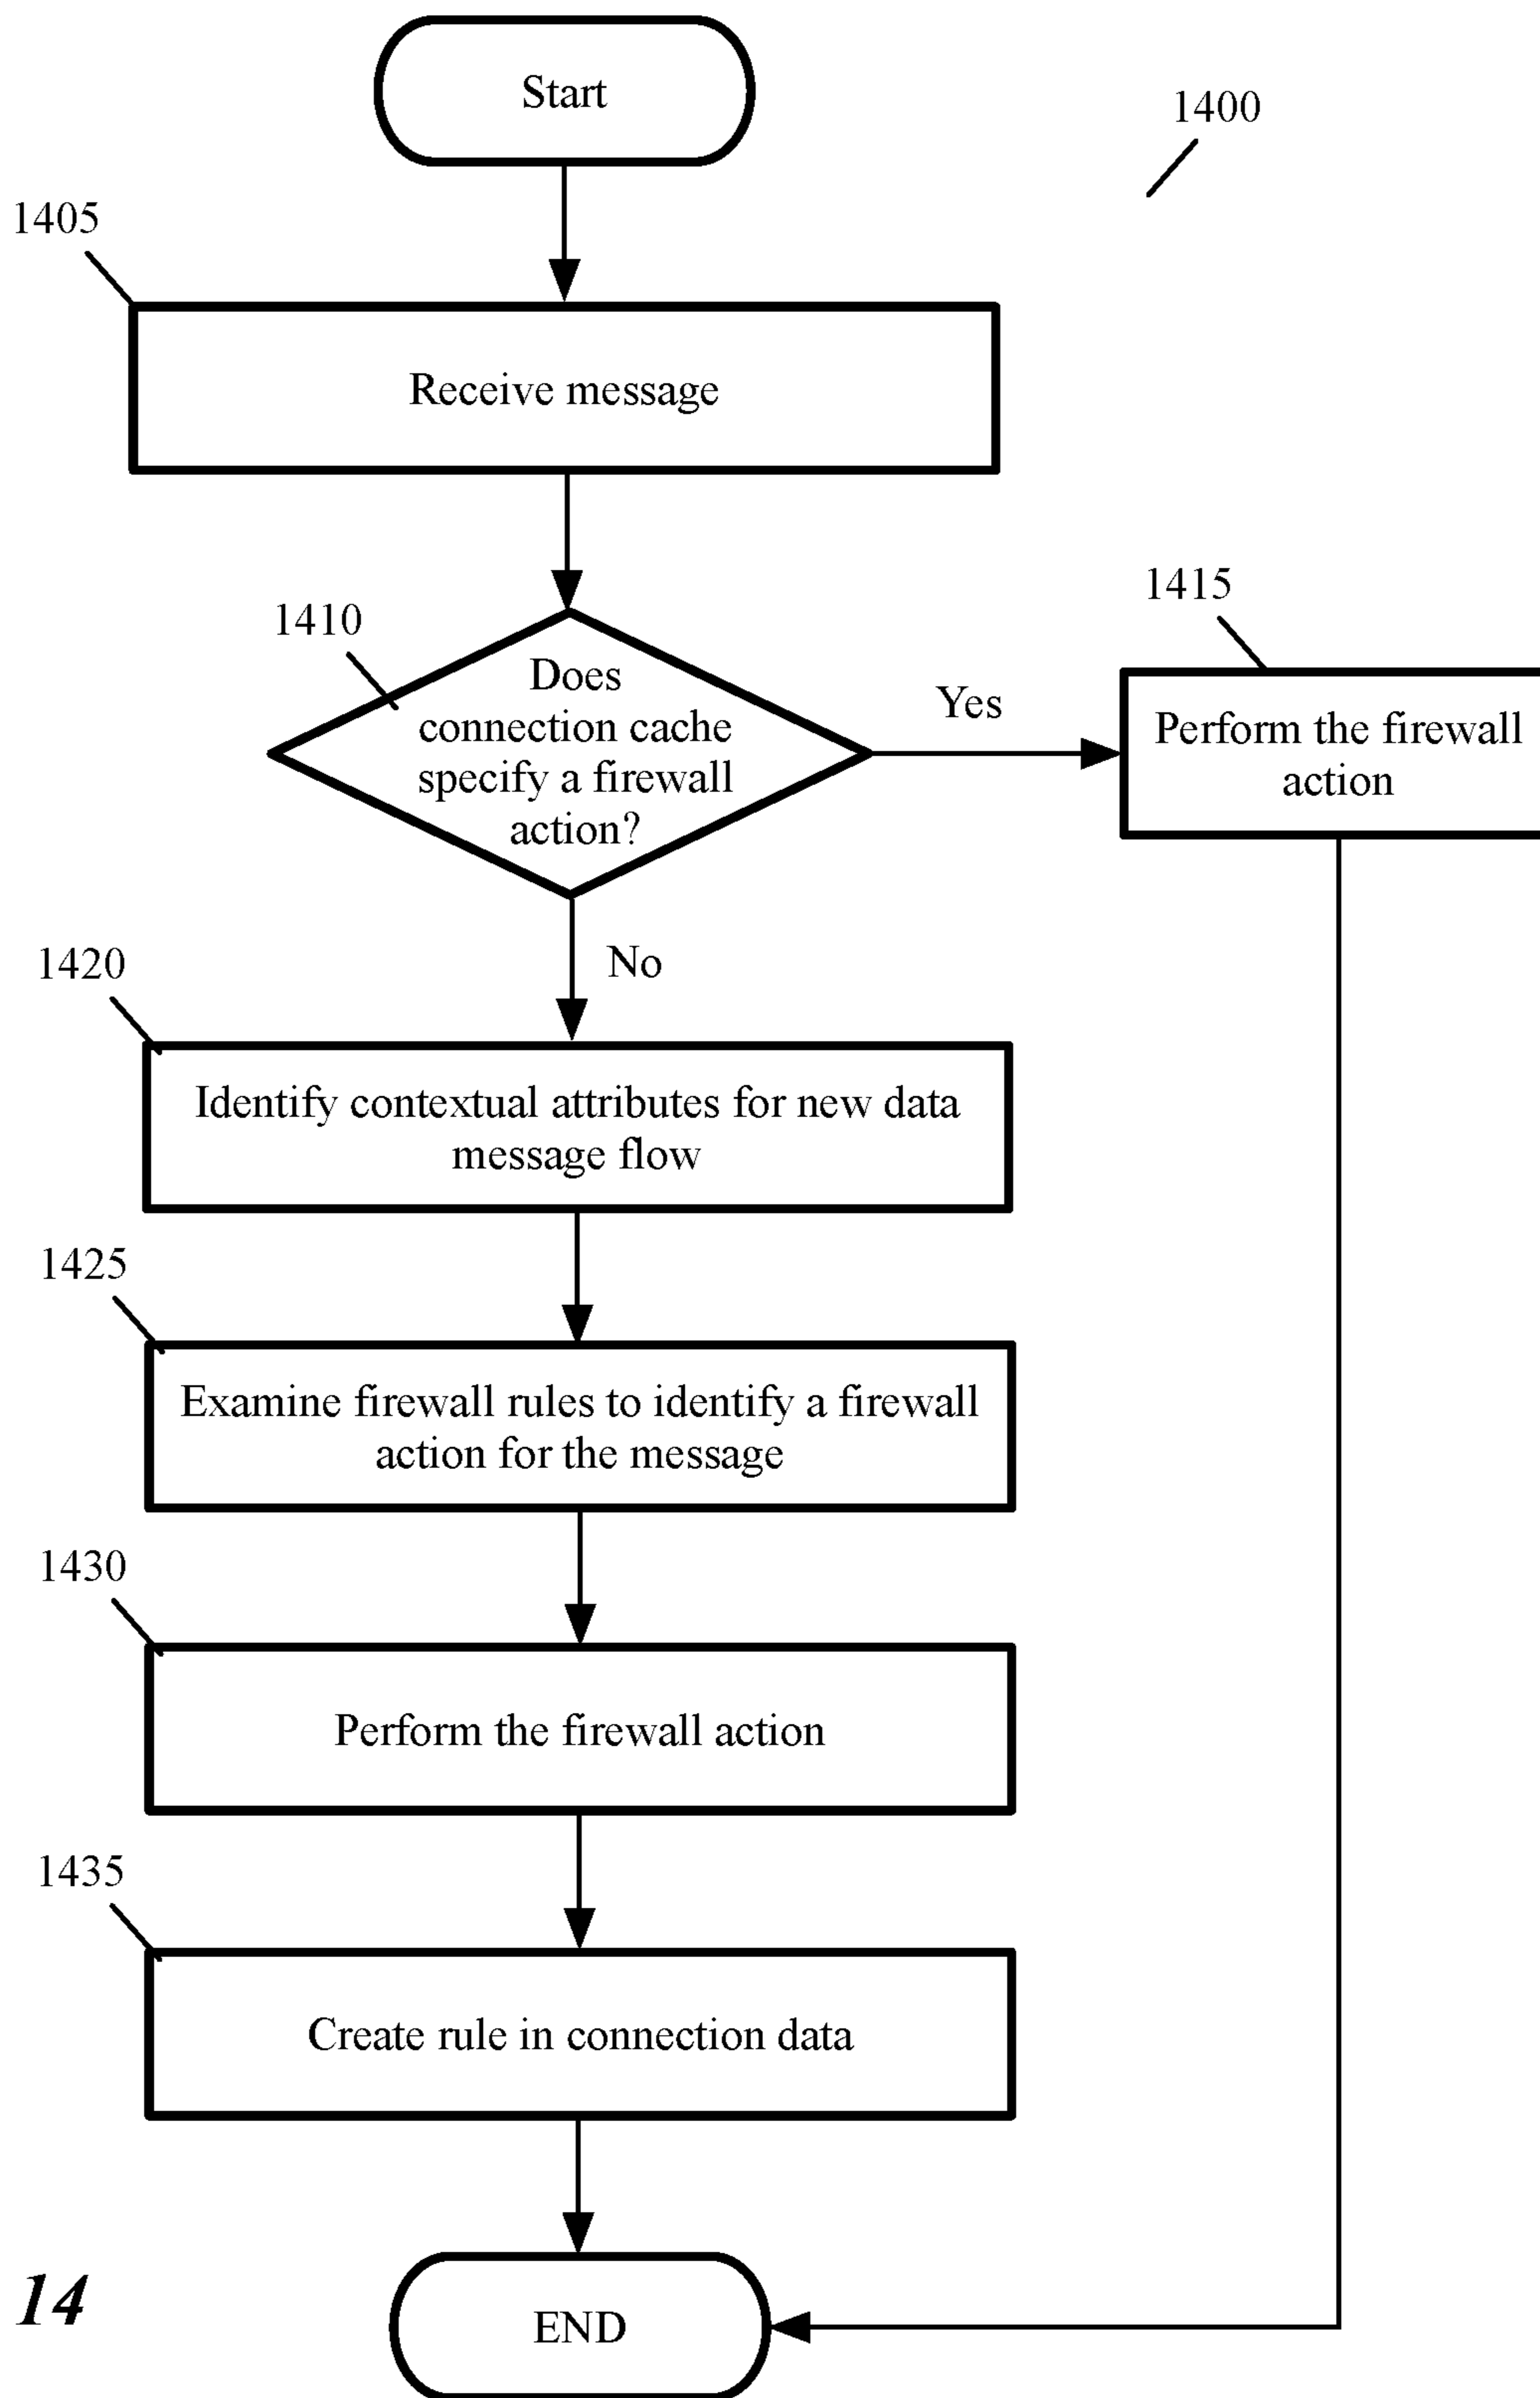 Start
1400
1405
Receive message
1410
Does
connection cache
specify a firewall
action?
Yes
1415
Perform the firewall
action
No
1420
Identify contextual attributes for new data
message flow
1425
Examine firewall rules to identify a firewall
action for the message
1430
Perform the firewall action
1435
Create rule in connection data
14
END